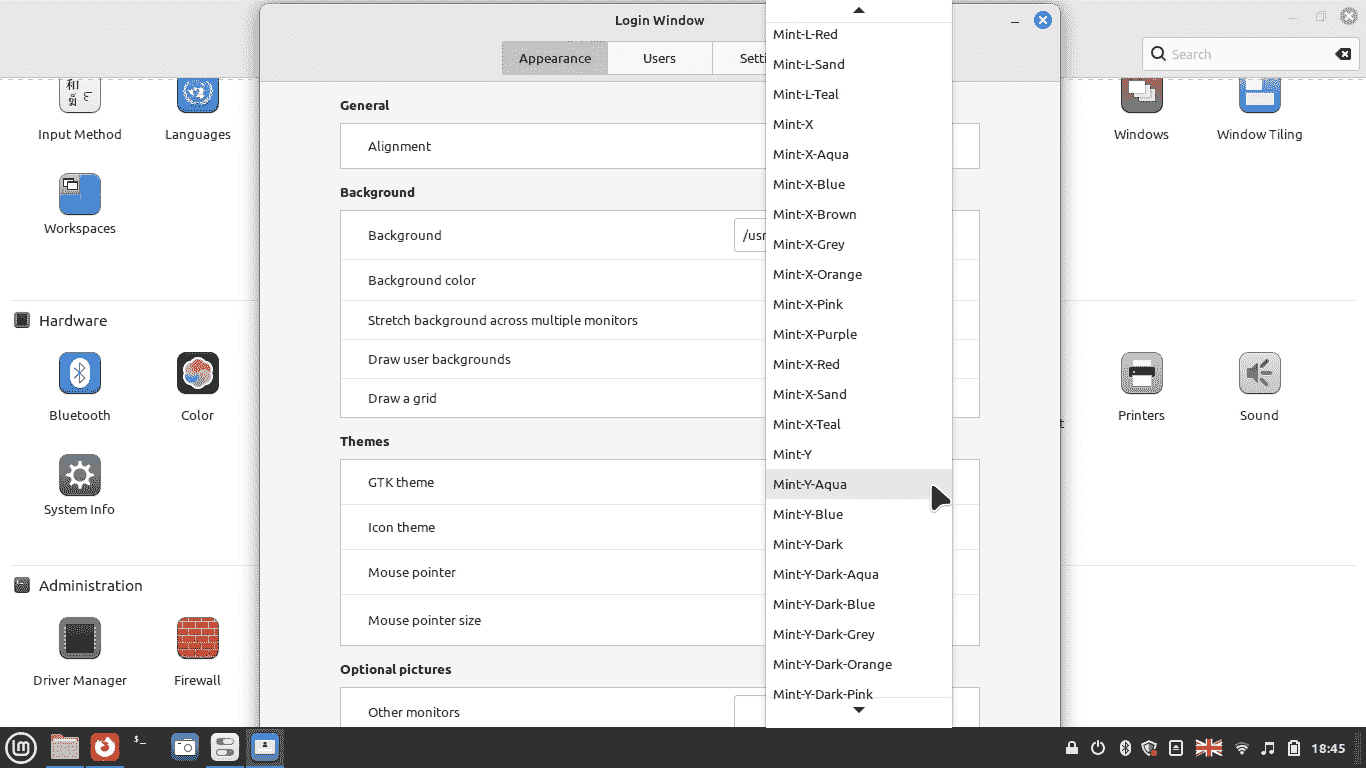 Login Window
Appearance
Users
Setti
Search
General
Alignment
Background
Background
/usr
Background color
Stretch background across multiple monitors
Draw user backgrounds
Draw a grid
Themes
GTK theme
Icon theme
Mouse pointer
Mouse pointer size
Optional pictures
Other monitors
Mint-L-Red
Mint-L-Sand
Mint-L-Teal
Mint-X
Mint-X-Aqua
Mint-X-Blue
Mint-X-Brown
Mint-X-Grey
Mint-X-Orange
Mint-X-Pink
Mint-X-Purple
Mint-X-Red
Mint-X-Sand
Mint-X-Teal
Mint-Y
Mint-Y-Aqua
Mint-Y-Blue
Mint-Y-Dark
Mint-Y-Dark-Aqua
Mint-Y-Dark-Blue
Mint-Y-Dark-Grey
Mint-Y-Dark-Orange
Mint-Y-Dark-Pink
Input Method
Languages
Windows
Window Tiling
Workspaces
Hardware
Bluetooth
Color
Printers
Sound
System Info
Administration
Driver Manager
Firewall
18:45